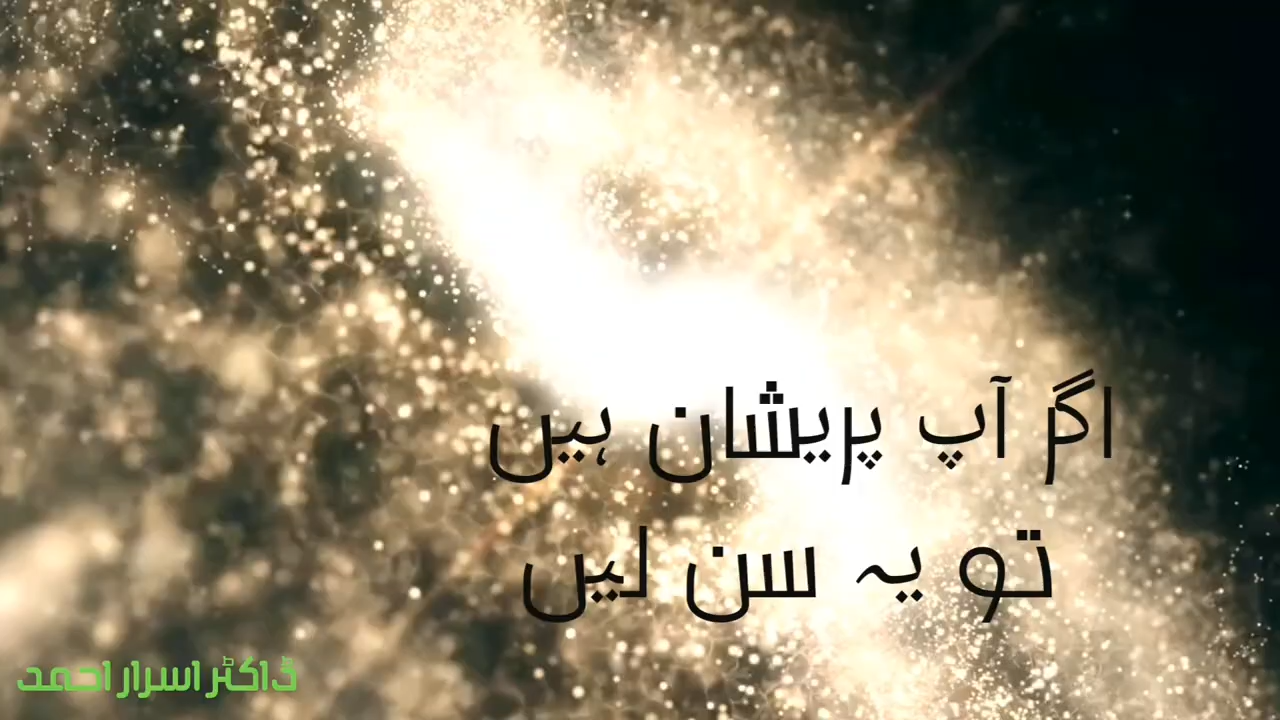 اگر آپ پریشان ہیں
تو یہ سن لیں
ڈاکٹر اسرار احمد